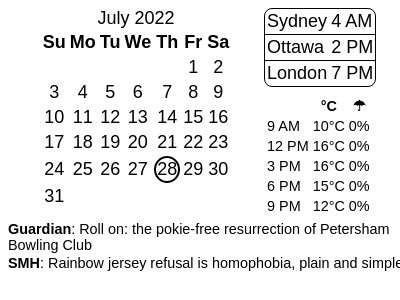 July 2022
Su Mo Tu We Th Fr Sa
1 2
3 4 5 6 7 8 9
10 11 12 13 14 15 16
17 18 19 20 21 22 23
24 25 26 27 28 29 30
31
Sydney 4 AM
Ottawa 2 PM
London 7 PM
°C ☂
9 AM 10°C 0%
12 PM 16°C 0%
3 PM 16°C 0%
6 PM 15°C 0%
9 PM 12°C 0%
Guardian: Roll on: the pokie-free resurrection of Petersham
Bowling Club
SMH: Rainbow jersey refusal is homophobia, plain and simple